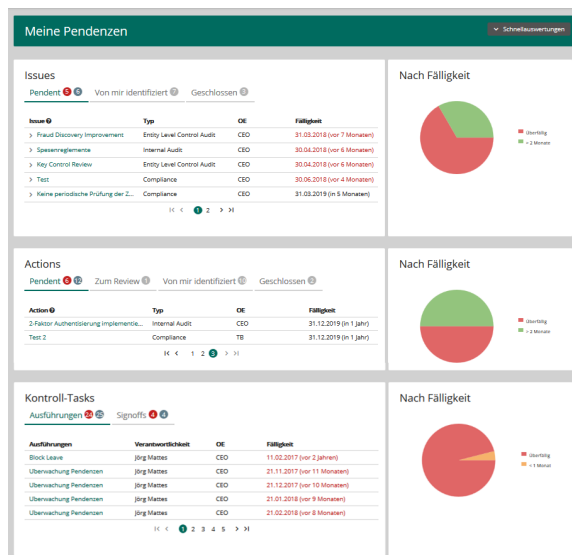 Meine Pendenzen
Schnellauswertungen
Issues
Pendent 5 6 Von mir identifiziert 7 Geschlossen
Issue Typ OE Fälligkeit
Fraud Discovery Improvement Entity Level Control Audit CEO 31.03.2018 (vor 7 Monaten)
Spesenreglemente Internal Audit CEO 30.04.2018 (vor 6 Monaten)
Key Control Review Entity Level Control Audit CEO 30.04.2018 (vor 6 Monaten)
Test Compliance CEO 30.06.2018 (vor 4 Monaten)
Keine periodische Prüfung der Z... Compliance CEO 31.03.2019 (in 5 Monaten)
1 2
Nach Fälligkeit
Überfällig
< 2 Monate
Actions
Pendent 6 12 Zum Review 1 Von mir identifiziert 10 Geschlossen 2
Action Typ OE Fälligkeit
2-Faktor Authentisierung implementie... Internal Audit CEO 31.12.2019 (in 1 Jahr)
Test 2 Compliance TB 31.12.2019 (in 1 Jahr)
1 2 3
Nach Fälligkeit
Überfällig
> 2 Monate
Kontroll-Tasks
Ausführungen 24 25 Signoffs 4 4
Ausführungen Verantwortlichkeit OE Fälligkeit
Block Leave Jörg Mattes CEO 11.02.2017 (vor 2 Jahren)
Überwachung Pendenzen Jörg Mattes CEO 21.11.2017 (vor 11 Monaten)
Überwachung Pendenzen Jörg Mattes CEO 21.12.2017 (vor 10 Monaten)
Überwachung Pendenzen Jörg Mattes CEO 21.01.2018 (vor 9 Monaten)
Überwachung Pendenzen Jörg Mattes CEO 21.02.2018 (vor 8 Monaten)
1 2 3 4 5
Nach Fälligkeit
Überfällig
< 1 Monat